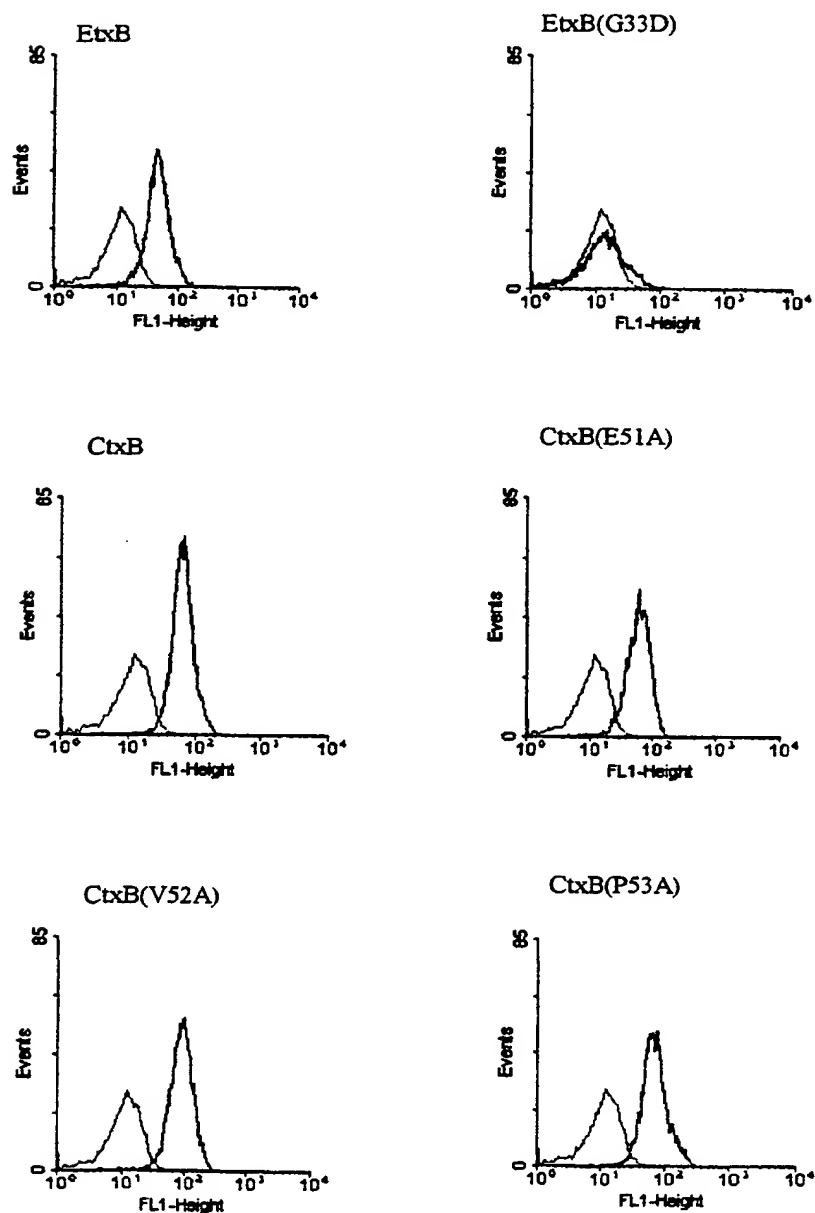 EtxB
85
Events
0
10⁰ 10¹ 10² 10³ 10⁴
FL1-Height
EtxB(G33D)
85
Events
0
10⁰ 10¹ 10² 10³ 10⁴
FL1-Height
CtxB
85
Events
0
10⁰ 10¹ 10² 10³ 10⁴
FL1-Height
CtxB(E51A)
85
Events
0
10⁰ 10¹ 10² 10³ 10⁴
FL1-Height
CtxB(V52A)
85
Events
0
10⁰ 10¹ 10² 10³ 10⁴
FL1-Height
CtxB(P53A)
85
Events
0
10⁰ 10¹ 10² 10³ 10⁴
FL1-Height